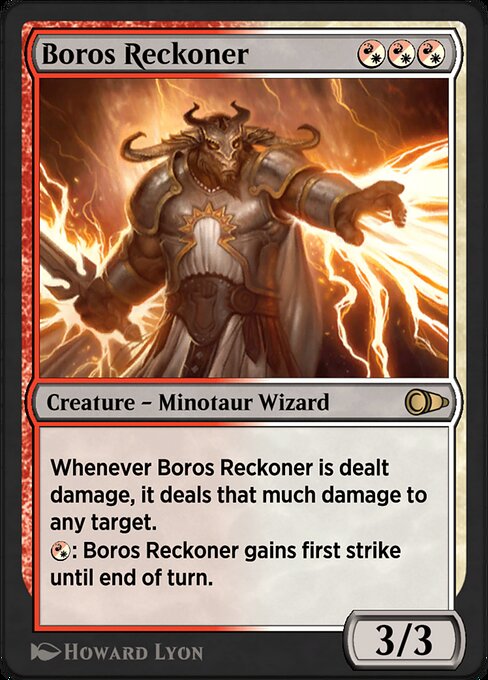 Boros Reckoner
Creature – Minotaur Wizard
Whenever Boros Reckoner is dealt
damage, it deals that much damage to
any target.
: Boros Reckoner gains first strike
until end of turn.
3/3
Howard Lyon